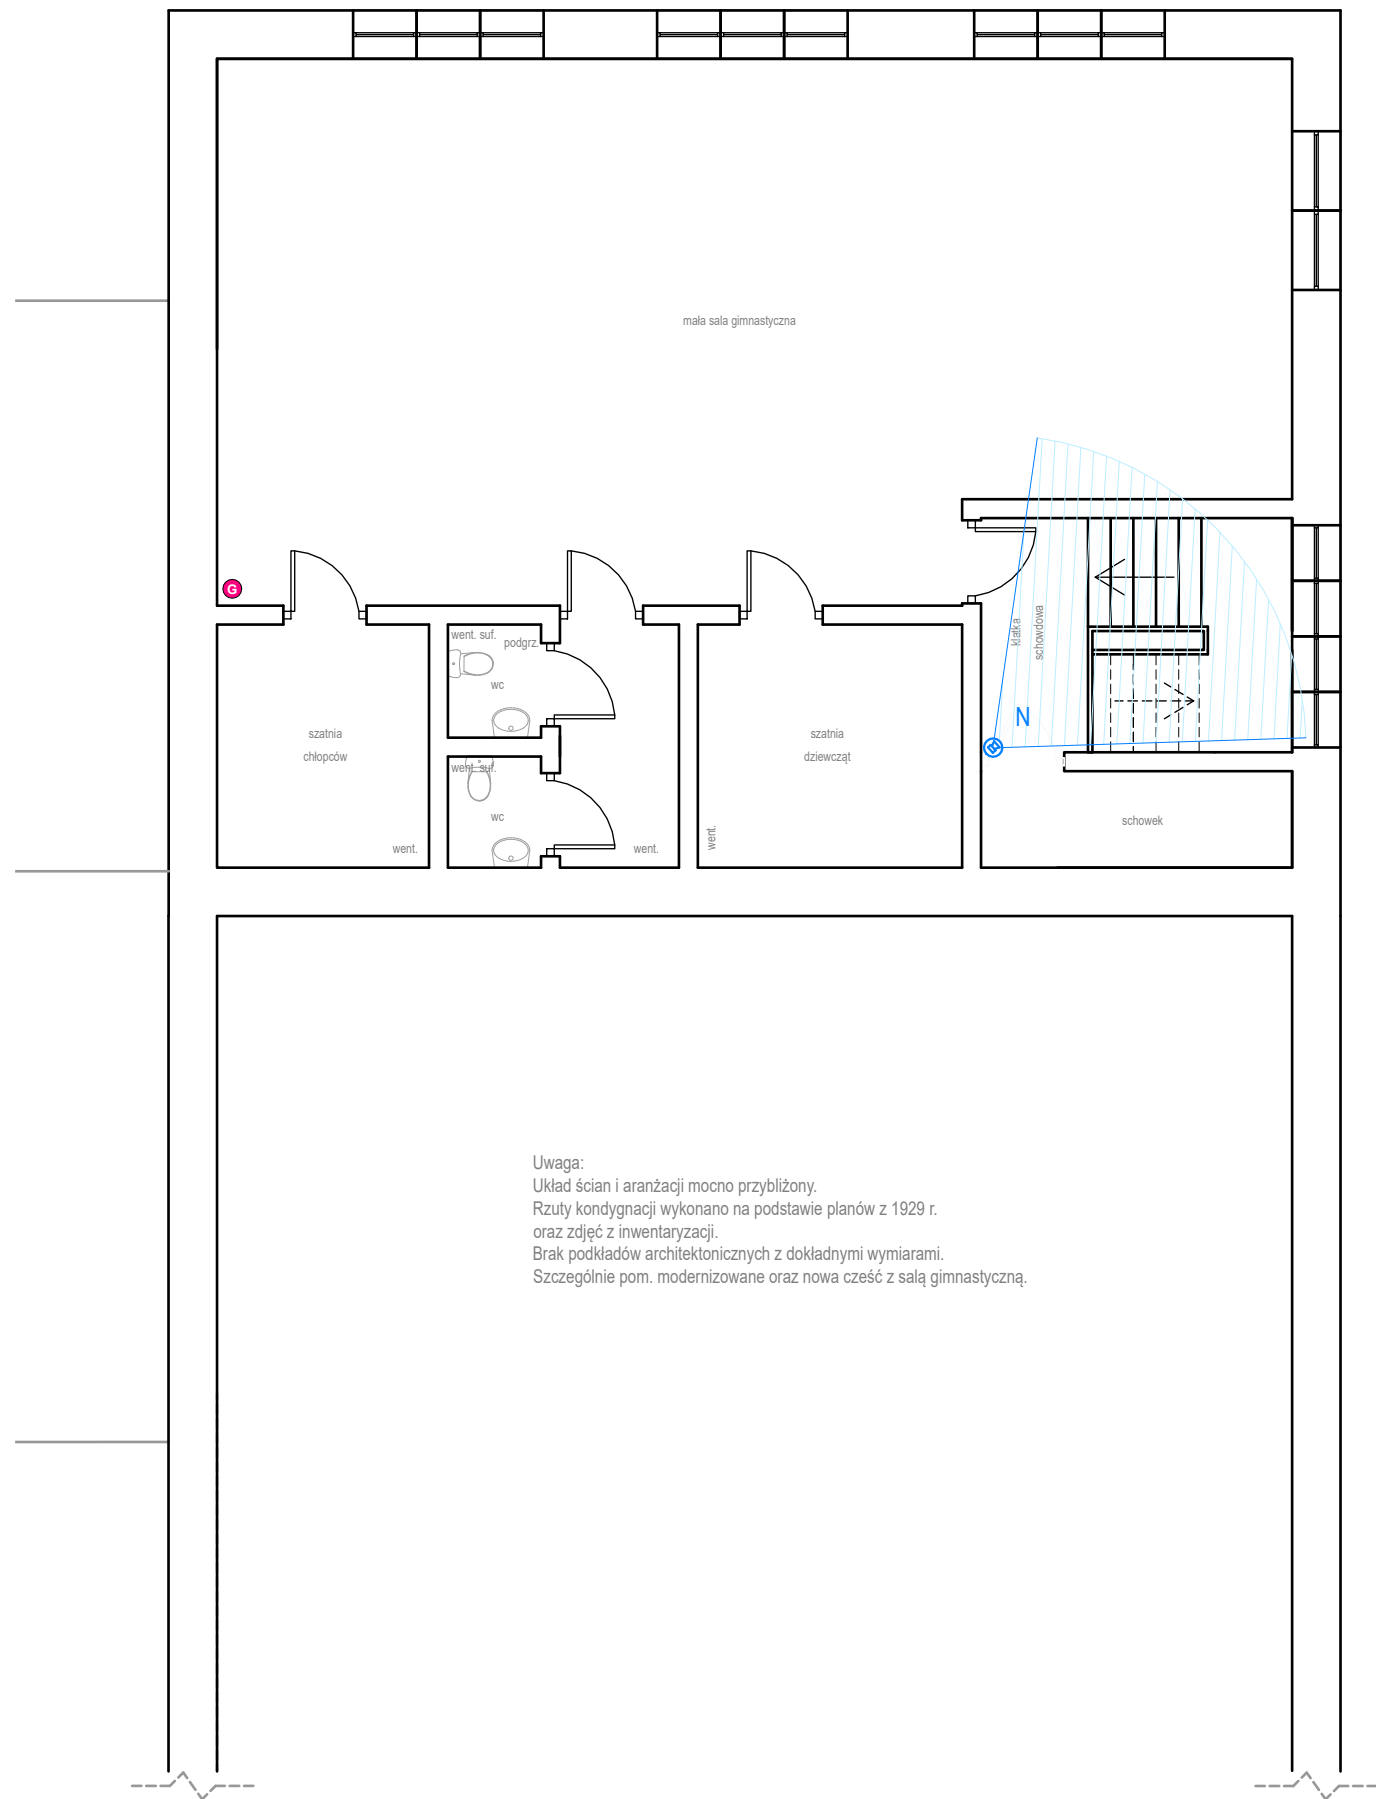 mała sala gimnastyczna
G
went. suf.
podgrz.
wc
klatka
schowdowa
N
szatnia
chłopców
szatnia
dziewcząt
went. suf.
wc
schowek
went.
went.
went.
Uwaga:
Układ ścian i aranżacji mocno przybliżony.
Rzuty kondygnacji wykonano na podstawie planów z 1929 r.
oraz zdjęć z inwentaryzacji.
Brak podkładów architektonicznych z dokładnymi wymiarami.
Szczególnie pom. modernizowane oraz nowa cześć z salą gimnastyczną.